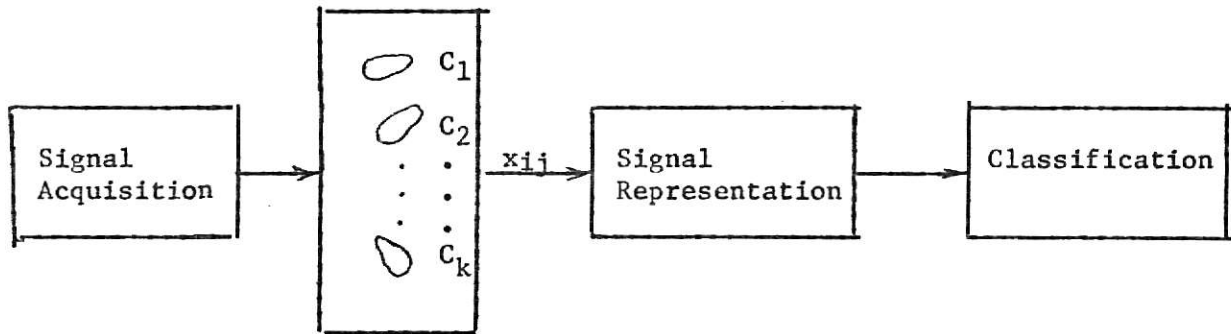 Signal
Acquisition
C1
C2
Ck
xij
Signal
Representation
Classification